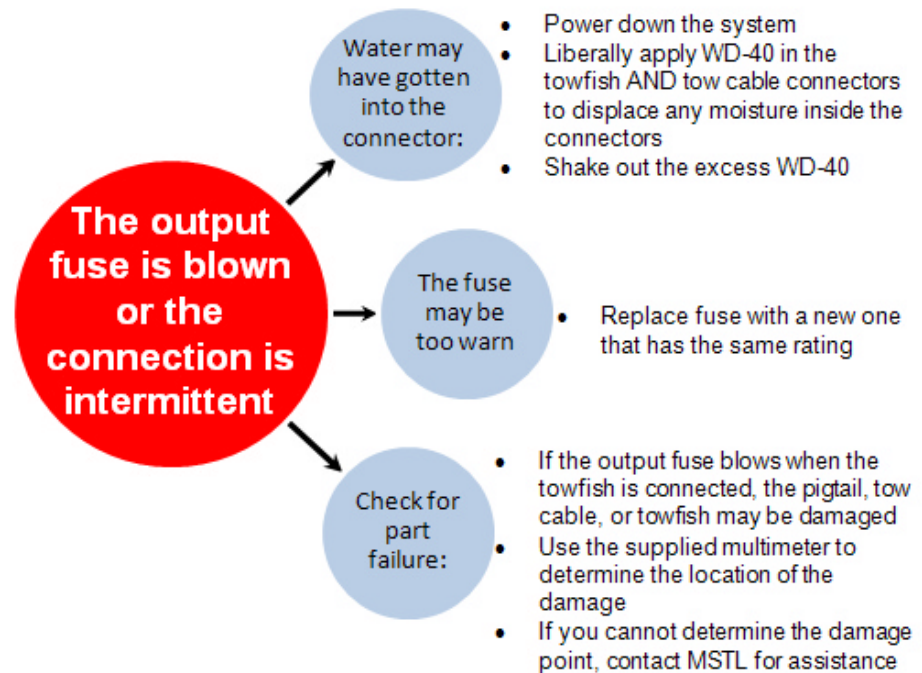 The output
fuse is blown
or the
connection is
intermittent
Water may
have gotten
into the
connector:
• Power down the system
• Liberally apply WD-40 in the
towfish AND tow cable connectors
to displace any moisture inside the
connectors
• Shake out the excess WD-40
The fuse
may be
too warn
• Replace fuse with a new one
that has the same rating
Check for
part
failure:
• If the output fuse blows when the
towfish is connected, the pigtail, tow
cable, or towfish may be damaged
• Use the supplied multimeter to
determine the location of the
damage
• If you cannot determine the damage
point, contact MSTL for assistance